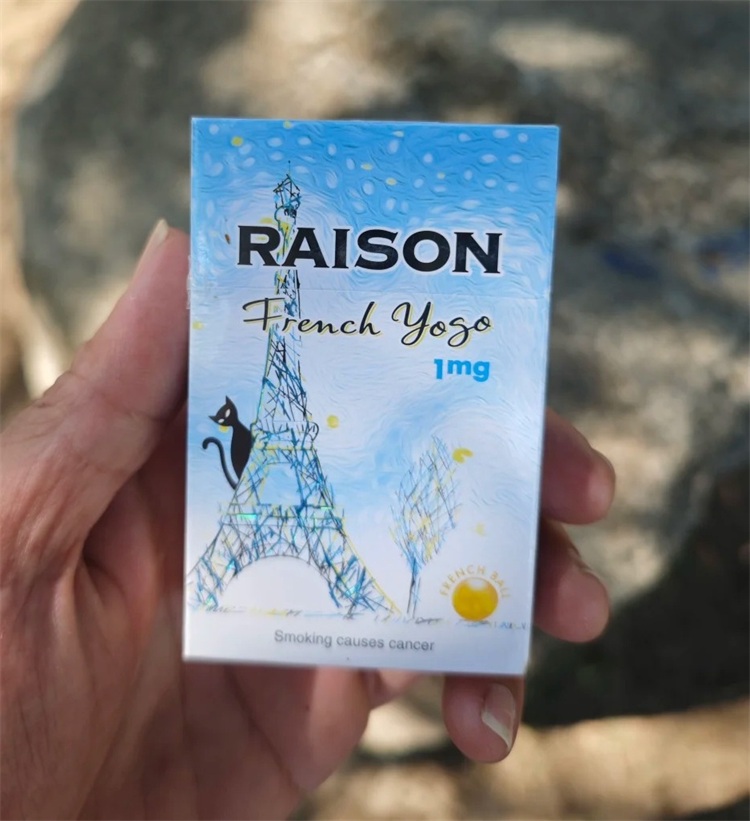 RAISON
French Yogo
1mg
FRENCH BALL
Smoking causes cancer